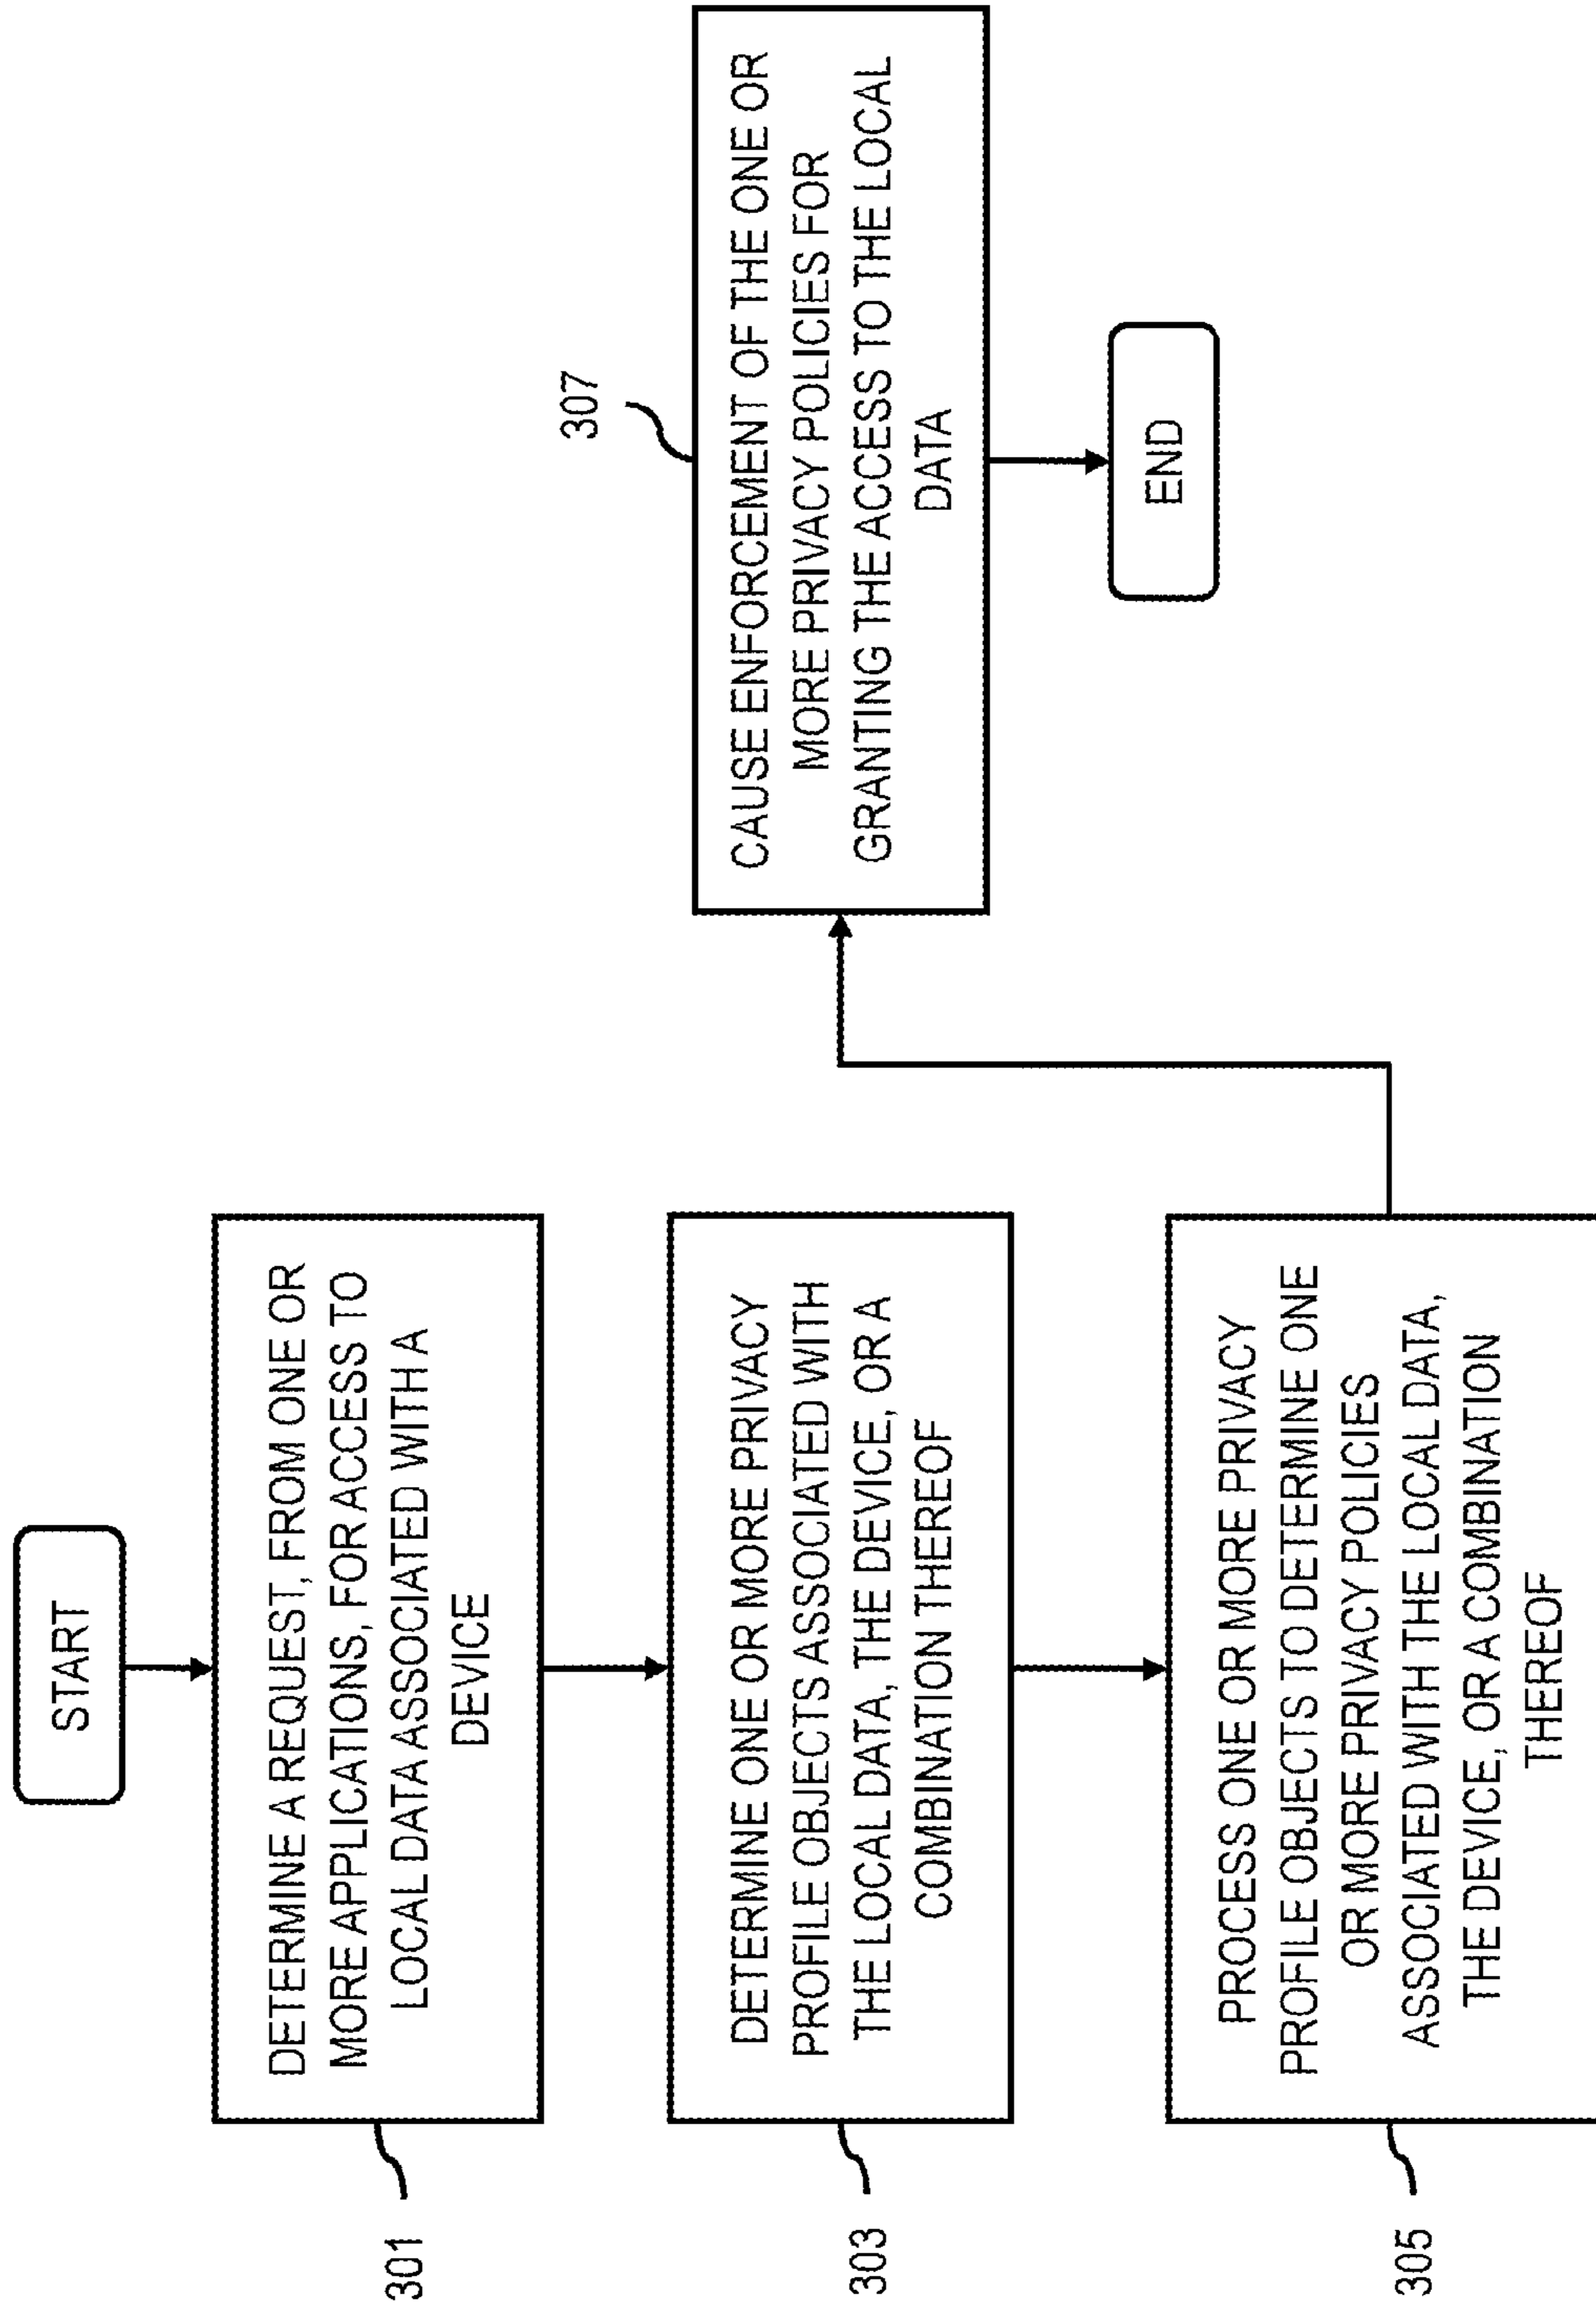 START
301
DETERMINE A REQUEST, FROM ONE OR
MORE APPLICATIONS, FOR ACCESS TO
LOCAL DATA ASSOCIATED WITH A
DEVICE
303
DETERMINE ONE OR MORE PRIVACY
PROFILE OBJECTS ASSOCIATED WITH
THE LOCAL DATA, THE DEVICE, OR A
COMBINATION THEREOF
305
PROCESS ONE OR MORE PRIVACY
PROFILE OBJECTS TO DETERMINE ONE
OR MORE PRIVACY POLICIES
ASSOCIATED WITH THE LOCAL DATA,
THE DEVICE, OR A COMBINATION
THEREOF
307
CAUSE ENFORCEMENT OF THE ONE OR
MORE PRIVACY POLICIES FOR
GRANTING THE ACCESS TO THE LOCAL
DATA
END